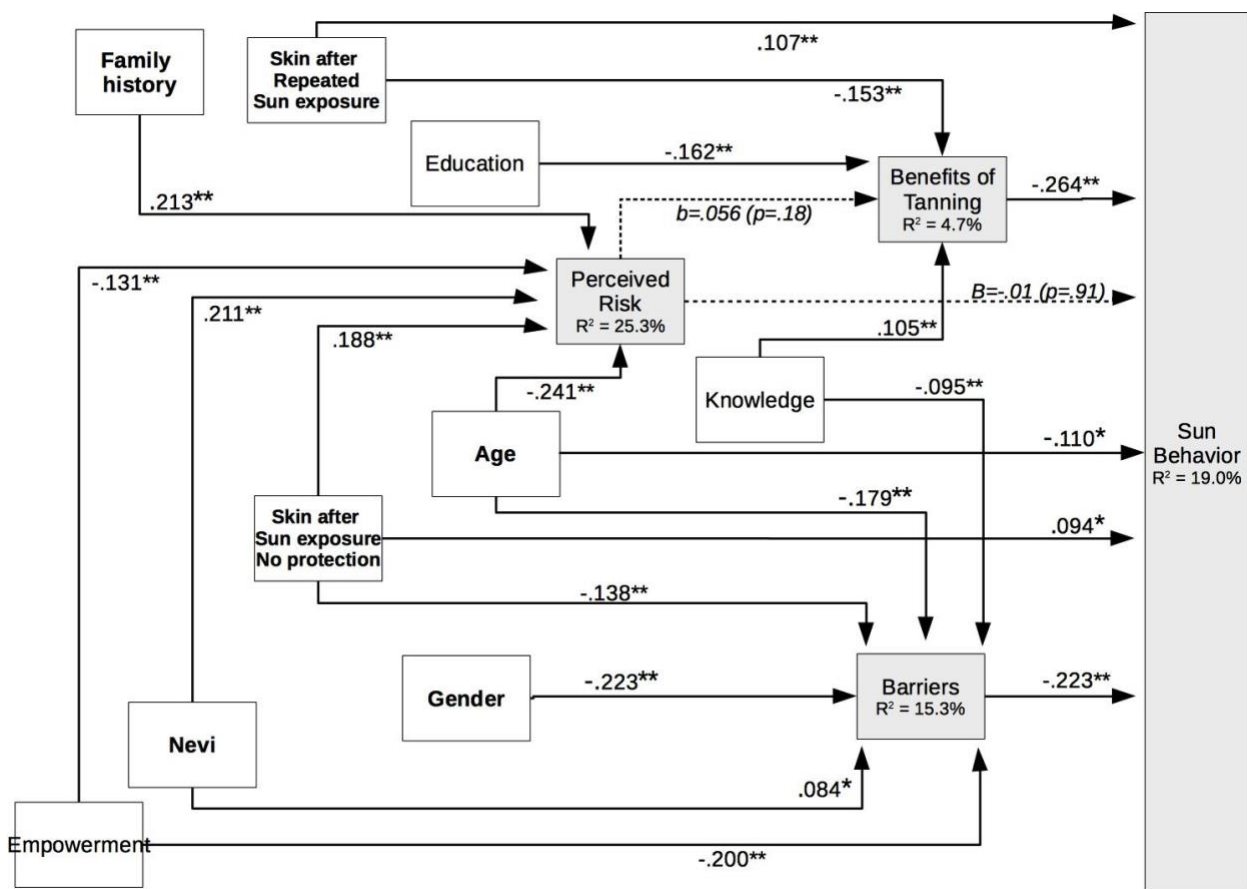 .107**
Family
history
Skin after
Repeated
Sun exposure
-.153**
Education
-.162**
Benefits of
Tanning
R² = 4.7%
-.264**
.213**
b=.056 (p=.18)
-.131**
Perceived
Risk
R² = 25.3%
B=-.01 (p=.91)
.211**
.188**
.105**
-.241**
Knowledge
-.095**
Age
-.110*
Sun
Behavior
R² = 19.0%
-.179**
Skin after
Sun exposure
No protection
.094*
-.138**
Gender
-.223**
Barriers
R² = 15.3%
-.223**
Nevi
.084*
Empowerment
-.200**